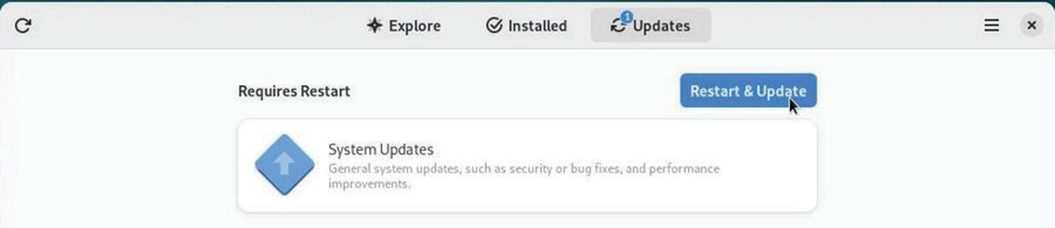 Explore
Installed
1
Updates
Requires Restart
Restart & Update
System Updates
General system updates, such as security or bug fixes, and performance
improvements.